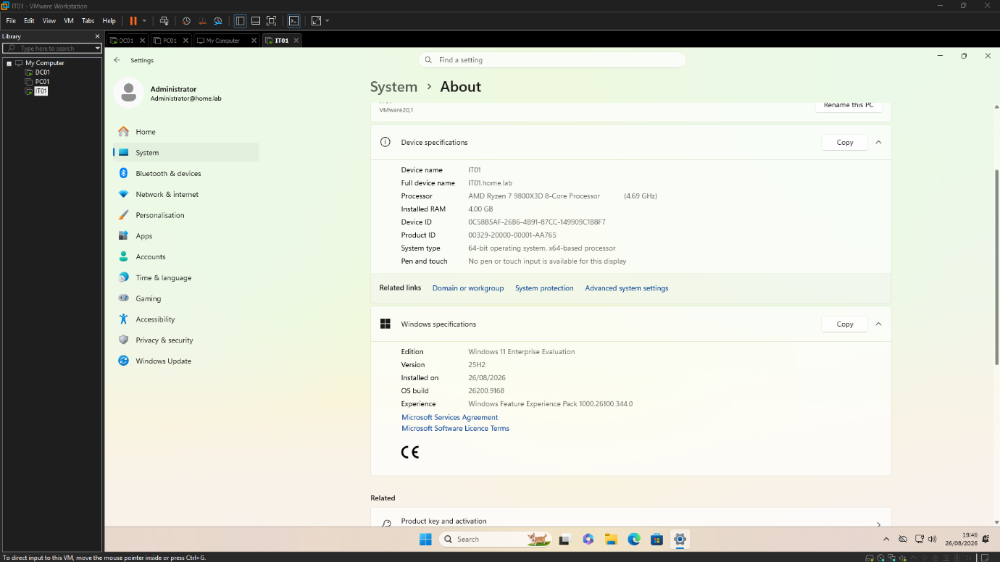 IT01 - VMware Workstation
File Edit View VM Tabs Help
Library
Type here to search
My Computer
DC01
PC01
IT01
DC01 PC01 My Computer IT01
Settings
Find a setting
Administrator
Administrator@home.lab
Home
System
Bluetooth & devices
Network & internet
Personalisation
Apps
Accounts
Time & language
Gaming
Accessibility
Privacy & security
Windows Update
System > About
VMware20,1
Rename this PC
Device specifications Copy
Device name IT01
Full device name IT01.home.lab
Processor AMD Ryzen 7 9800X3D 8-Core Processor (4.69 GHz)
Installed RAM 4.00 GB
Device ID 0C58B5AF-26B6-4B91-87CC-149909C1B8F7
Product ID 00329-20000-00001-AA765
System type 64-bit operating system, x64-based processor
Pen and touch No pen or touch input is available for this display
Related links Domain or workgroup System protection Advanced system settings
Windows specifications Copy
Edition Windows 11 Enterprise Evaluation
Version 25H2
Installed on 26/08/2026
OS build 26200.9168
Experience Windows Feature Experience Pack 1000.26100.344.0
Microsoft Services Agreement
Microsoft Software Licence Terms
CE
Related
Product key and activation
Search
19:46
26/08/2026
To direct input to this VM, move the mouse pointer inside or press Ctrl+G.